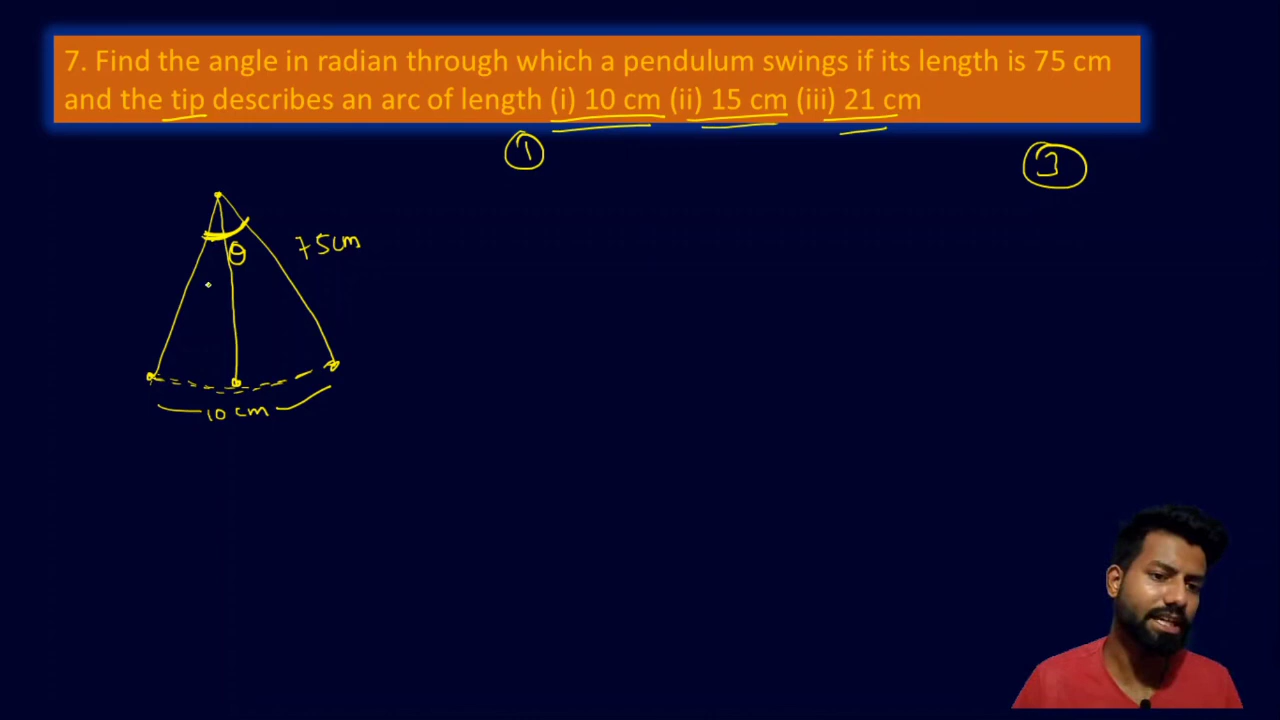 7. Find the angle in radian through which a pendulum swings if its length is 75 cm
and the tip describes an arc of length (i) 10 cm (ii) 15 cm (iii) 21 cm
1
3
θ
75cm
10 cm